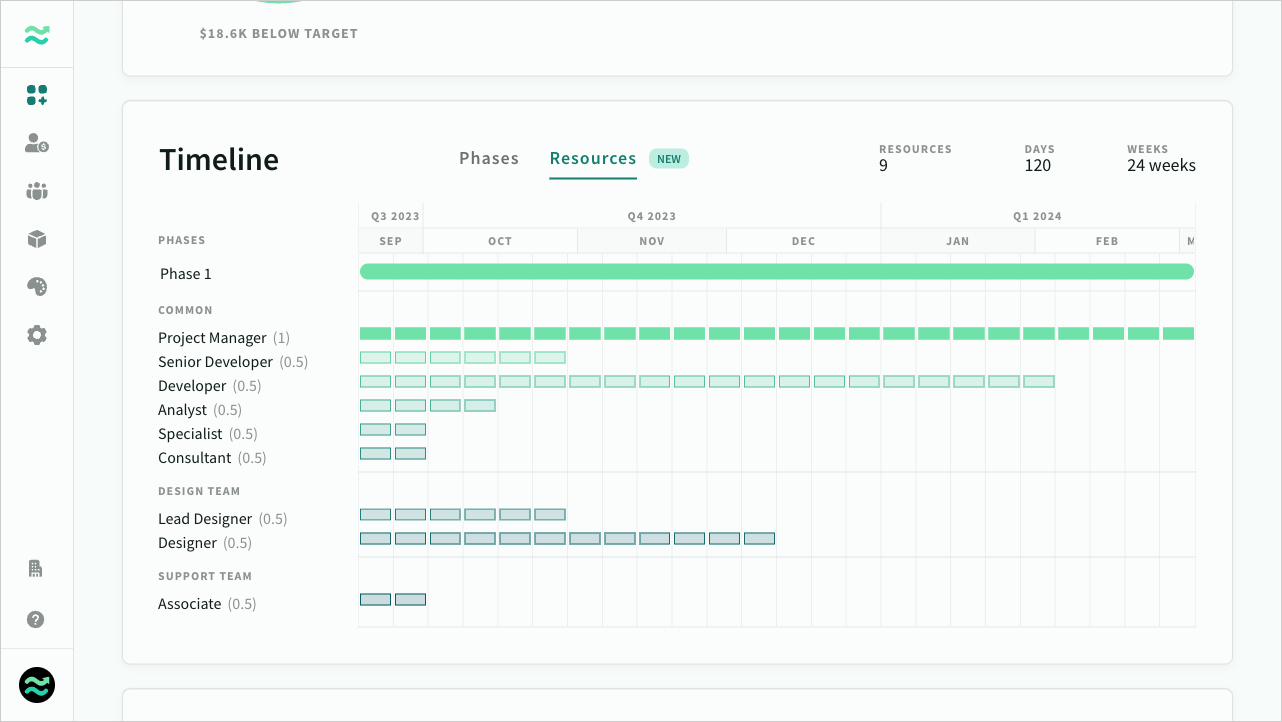 $18.6K BELOW TARGET
Timeline
Phases
Resources
NEW
RESOURCES
9
DAYS
120
WEEKS
24 weeks
Q3 2023
Q4 2023
Q1 2024
PHASES
SEP
OCT
NOV
DEC
JAN
FEB
M
Phase 1
COMMON
Project Manager (1)
Senior Developer (0.5)
Developer (0.5)
Analyst (0.5)
Specialist (0.5)
Consultant (0.5)
DESIGN TEAM
Lead Designer (0.5)
Designer (0.5)
SUPPORT TEAM
Associate (0.5)